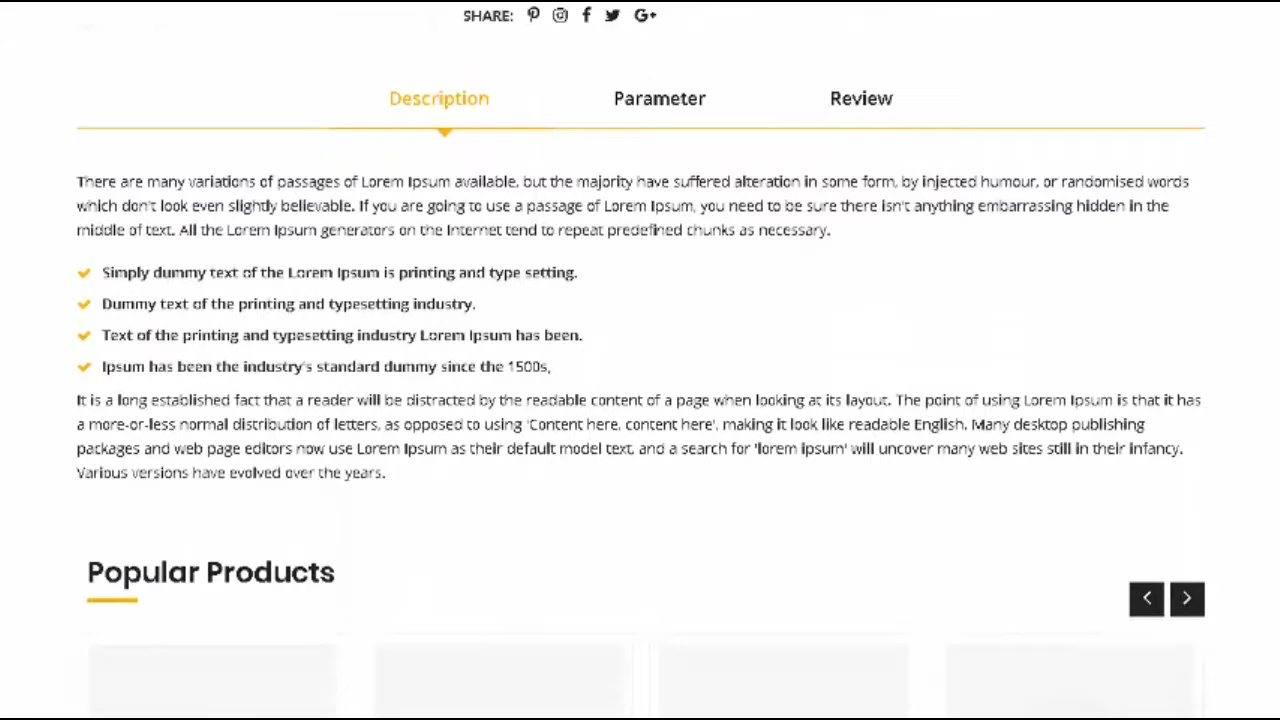 SHARE:
Description Parameter Review
There are many variations of passages of Lorem Ipsum available, but the majority have suffered alteration in some form, by injected humour, or randomised words
which don't look even slightly believable. If you are going to use a passage of Lorem Ipsum, you need to be sure there isn't anything embarrassing hidden in the
middle of text. All the Lorem Ipsum generators on the Internet tend to repeat predefined chunks as necessary.
Simply dummy text of the Lorem Ipsum is printing and type setting.
Dummy text of the printing and typesetting industry.
Text of the printing and typesetting industry Lorem Ipsum has been.
Ipsum has been the industry's standard dummy since the 1500s,
It is a long established fact that a reader will be distracted by the readable content of a page when looking at its layout. The point of using Lorem Ipsum is that it has
a more-or-less normal distribution of letters, as opposed to using 'Content here, content here', making it look like readable English. Many desktop publishing
packages and web page editors now use Lorem Ipsum as their default model text, and a search for 'lorem ipsum' will uncover many web sites still in their infancy.
Various versions have evolved over the years.
Popular Products